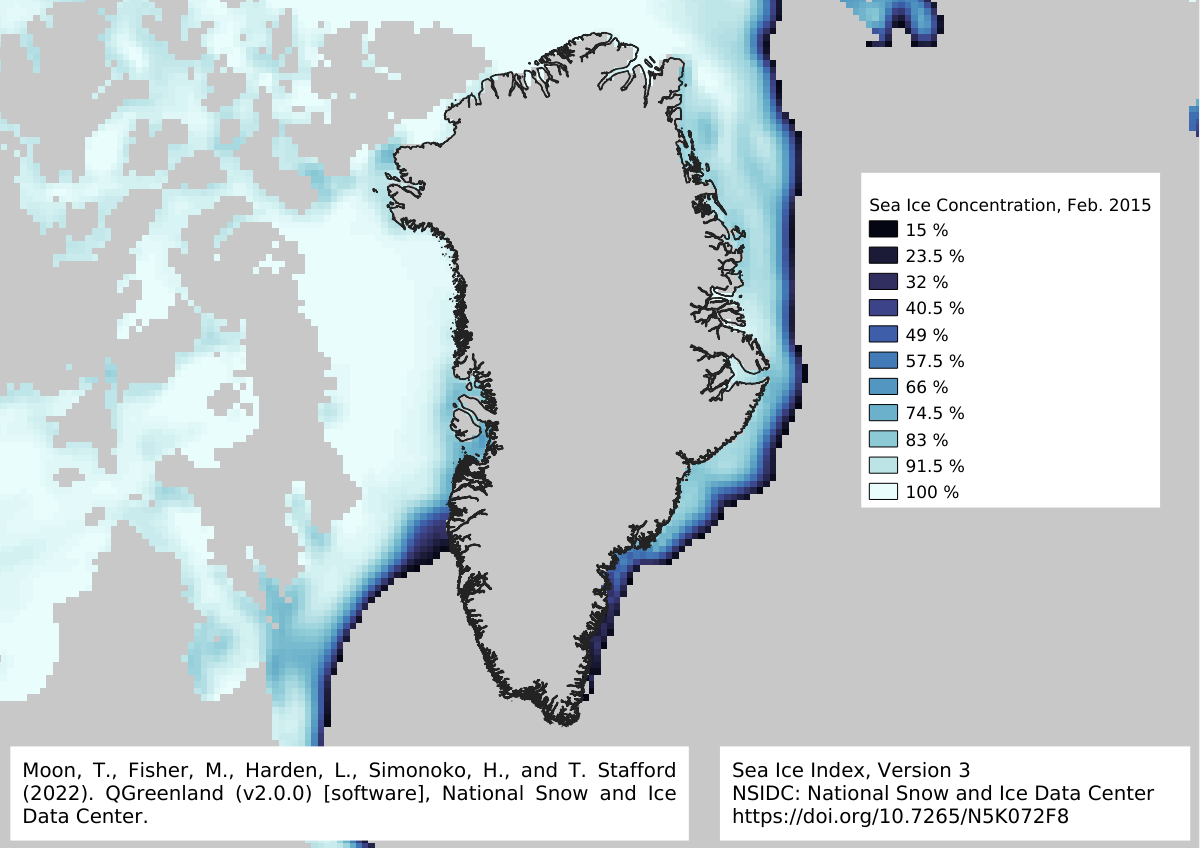 Sea Ice Concentration, Feb. 2015
15 %
23.5 %
32 %
40.5 %
49 %
57.5 %
66 %
74.5 %
83 %
91.5 %
100 %
Moon, T., Fisher, M., Harden, L., Simonoko, H., and T. Stafford
(2022). QGreenland (v2.0.0) [software], National Snow and Ice
Data Center.
Sea Ice Index, Version 3
NSIDC: National Snow and Ice Data Center
https://doi.org/10.7265/N5K072F8